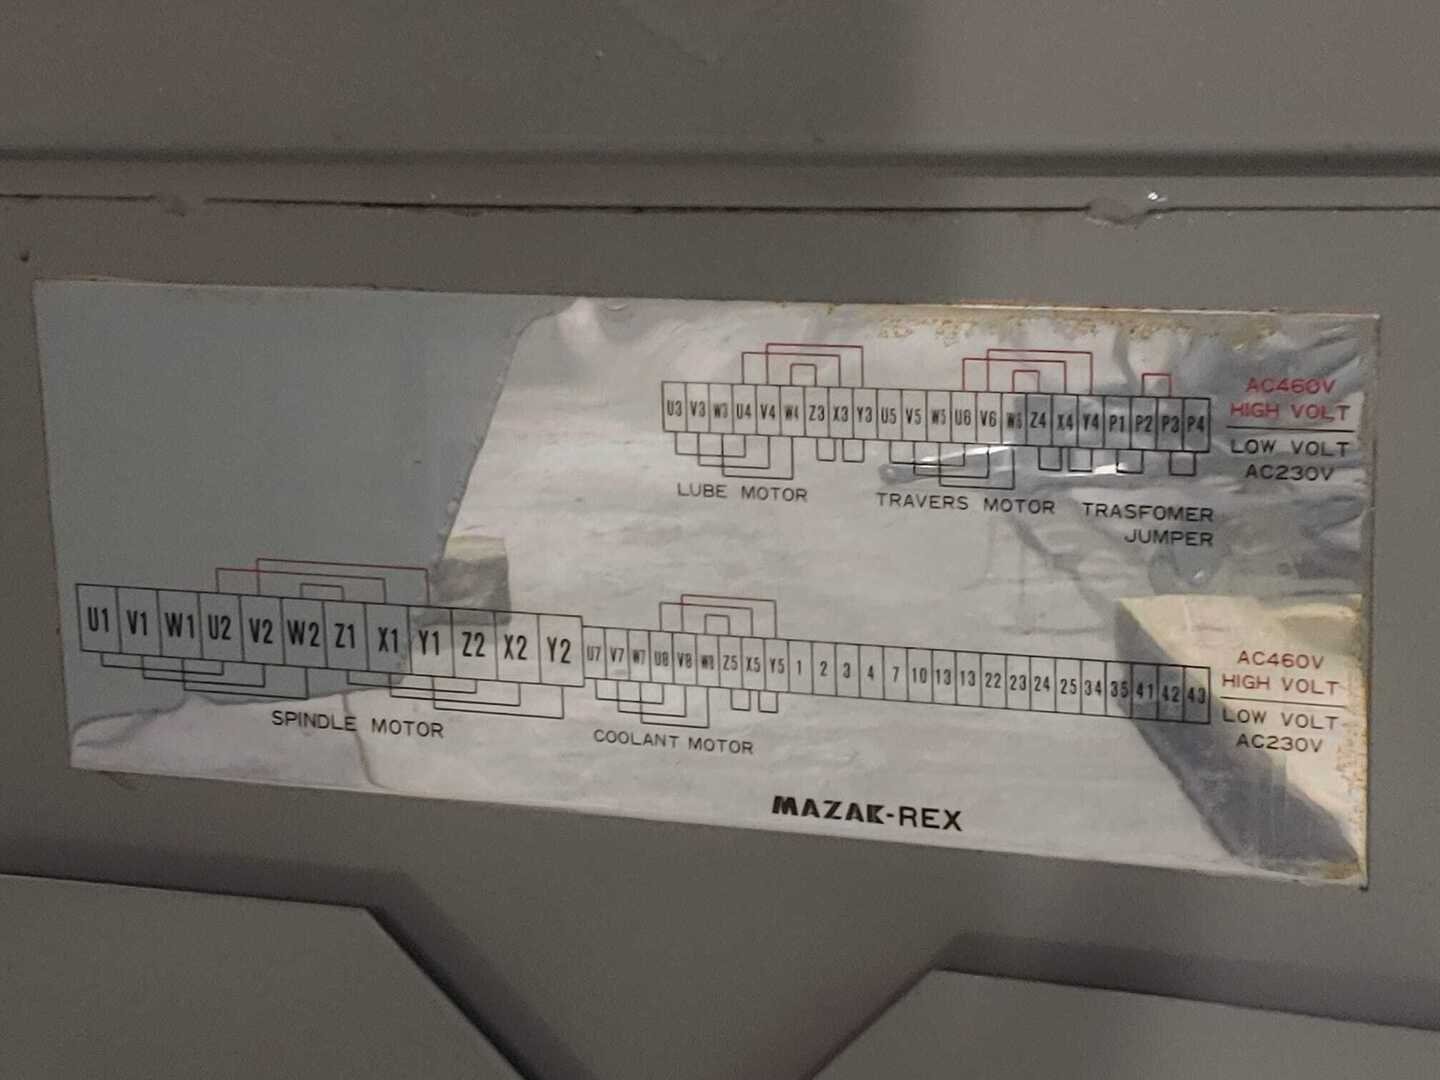 U3 V3 W3 U4 V4 W4 Z3 X3 Y3 U5 V5 W5 U6 V6 W6 Z4 X4 Y4 P1 P2 P3 P4
AC460V
HIGH VOLT
LOW VOLT
AC230V
LUBE MOTOR
TRAVERS MOTOR
TRASFOMER
JUMPER
U1 V1 W1 U2 V2 W2 Z1 X1 Y1 Z2 X2 Y2 U7 V7 W7 U8 V8 W8 Z5 X5 Y5 1 2 3 4 7 10 13 13 22 23 24 25 34 35 41 42 43
AC460V
HIGH VOLT
LOW VOLT
AC230V
SPINDLE MOTOR
COOLANT MOTOR
MAZAK-REX